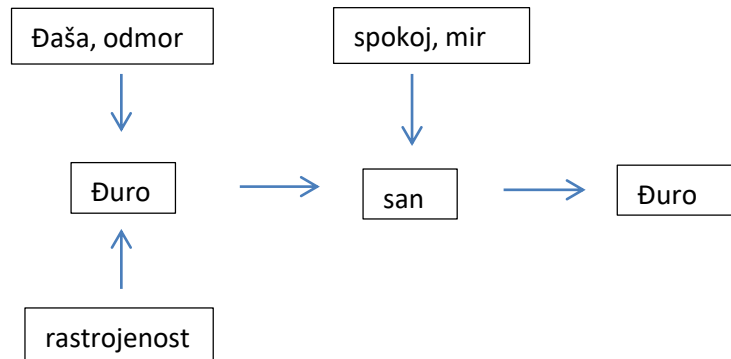 Đaša, odmor
spokoj, mir
Đuro
san
Đuro
rastrojenost